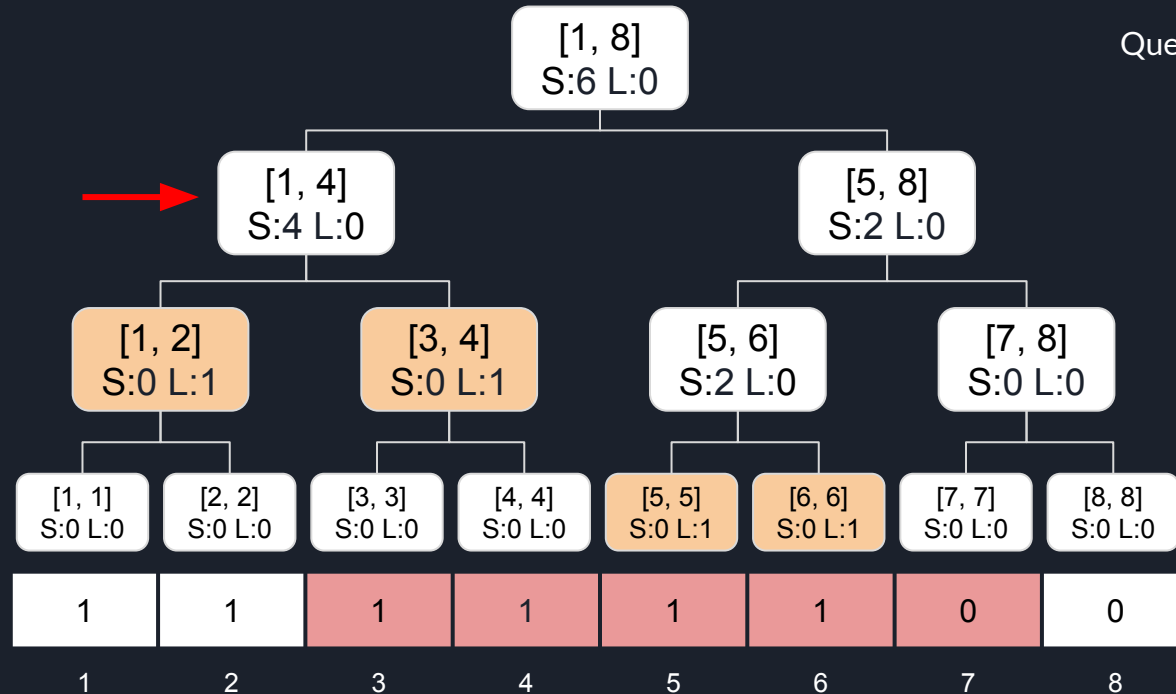 [1, 8]
S:6 L:0
Que
[1, 4]
S:4 L:0
[5, 8]
S:2 L:0
[1, 2]
S:0 L:1
[3, 4]
S:0 L:1
[5, 6]
S:2 L:0
[7, 8]
S:0 L:0
[1, 1]
S:0 L:0
[2, 2]
S:0 L:0
[3, 3]
S:0 L:0
[4, 4]
S:0 L:0
[5, 5]
S:0 L:1
[6, 6]
S:0 L:1
[7, 7]
S:0 L:0
[8, 8]
S:0 L:0
1 1 1 1 1 1 0 0
1 2 3 4 5 6 7 8